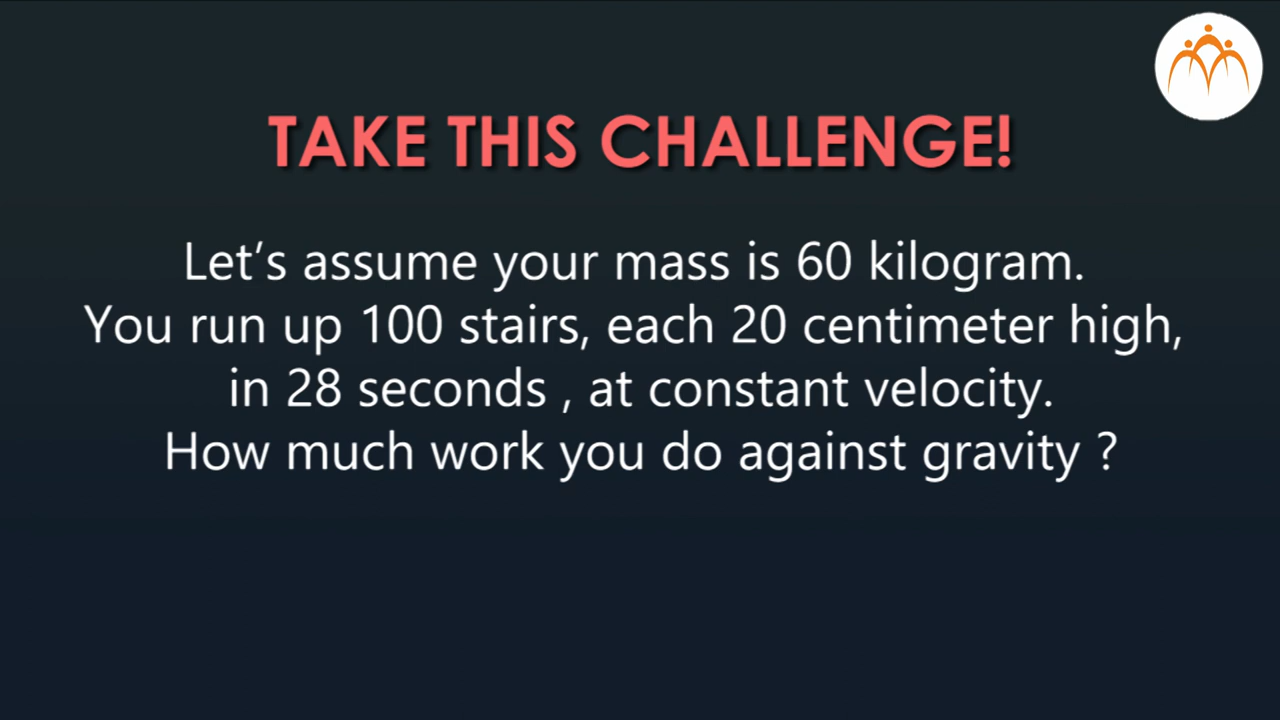 TAKE THIS CHALLENGE!
Let’s assume your mass is 60 kilogram.
You run up 100 stairs, each 20 centimeter high,
in 28 seconds , at constant velocity.
How much work you do against gravity ?